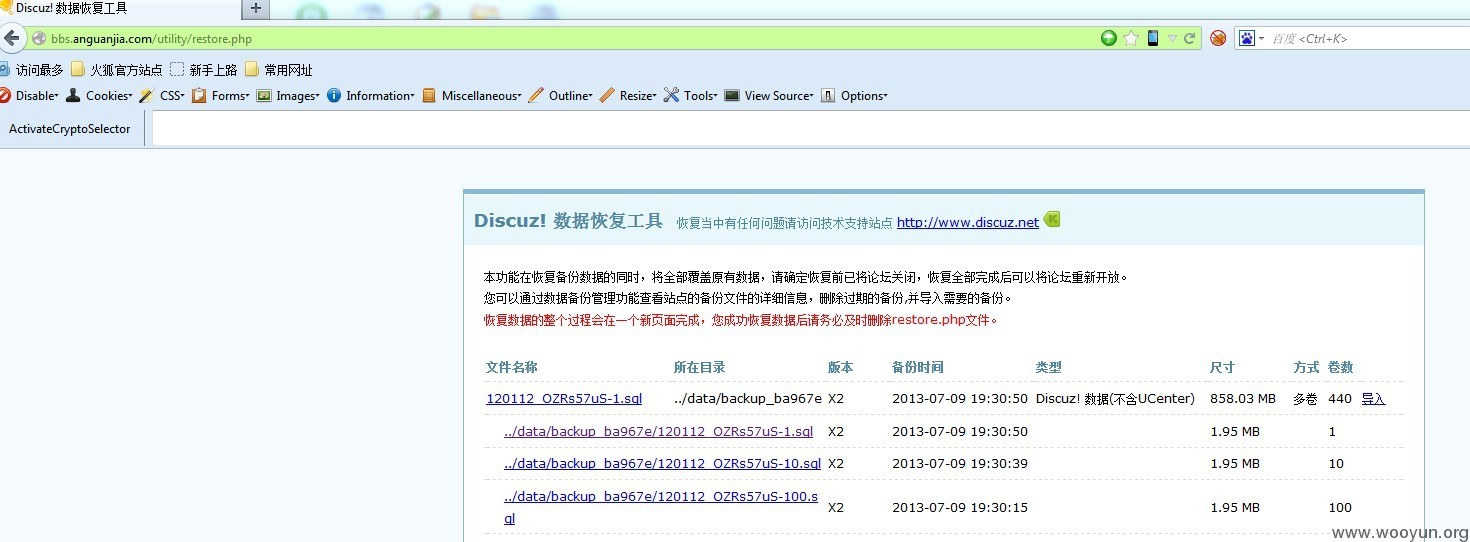 Discuz! 数据恢复工具
bbs.anguanjia.com/utility/restore.php
百度 <Ctrl+K>
访问最多 火狐官方站点 新手上路 常用网址
Disable Cookies CSS Forms Images Information Miscellaneous Outline Resize Tools View Source Options
ActivateCryptoSelector
Discuz! 数据恢复工具 恢复当中有任何问题请访问技术支持站点 http://www.discuz.net
本功能在恢复备份数据的同时，将全部覆盖原有数据，请确定恢复前已将论坛关闭，恢复全部完成后可以将论坛重新开放。
您可以通过数据备份管理功能查看站点的备份文件的详细信息，删除过期的备份,并导入需要的备份。
恢复数据的整个过程会在一个新页面完成，您成功恢复数据后请务必及时删除restore.php文件。
文件名称 所在目录 版本 备份时间 类型 尺寸 方式 卷数
120112_OZRs57uS-1.sql ../data/backup_ba967e X2 2013-07-09 19:30:50 Discuz! 数据(不含UCenter) 858.03 MB 多卷 440 导入
../data/backup_ba967e/120112_OZRs57uS-1.sql X2 2013-07-09 19:30:50 1.95 MB 1
../data/backup_ba967e/120112_OZRs57uS-10.sql X2 2013-07-09 19:30:39 1.95 MB 10
../data/backup_ba967e/120112_OZRs57uS-100.s
ql X2 2013-07-09 19:30:15 1.95 MB 100
www.wooyun.org